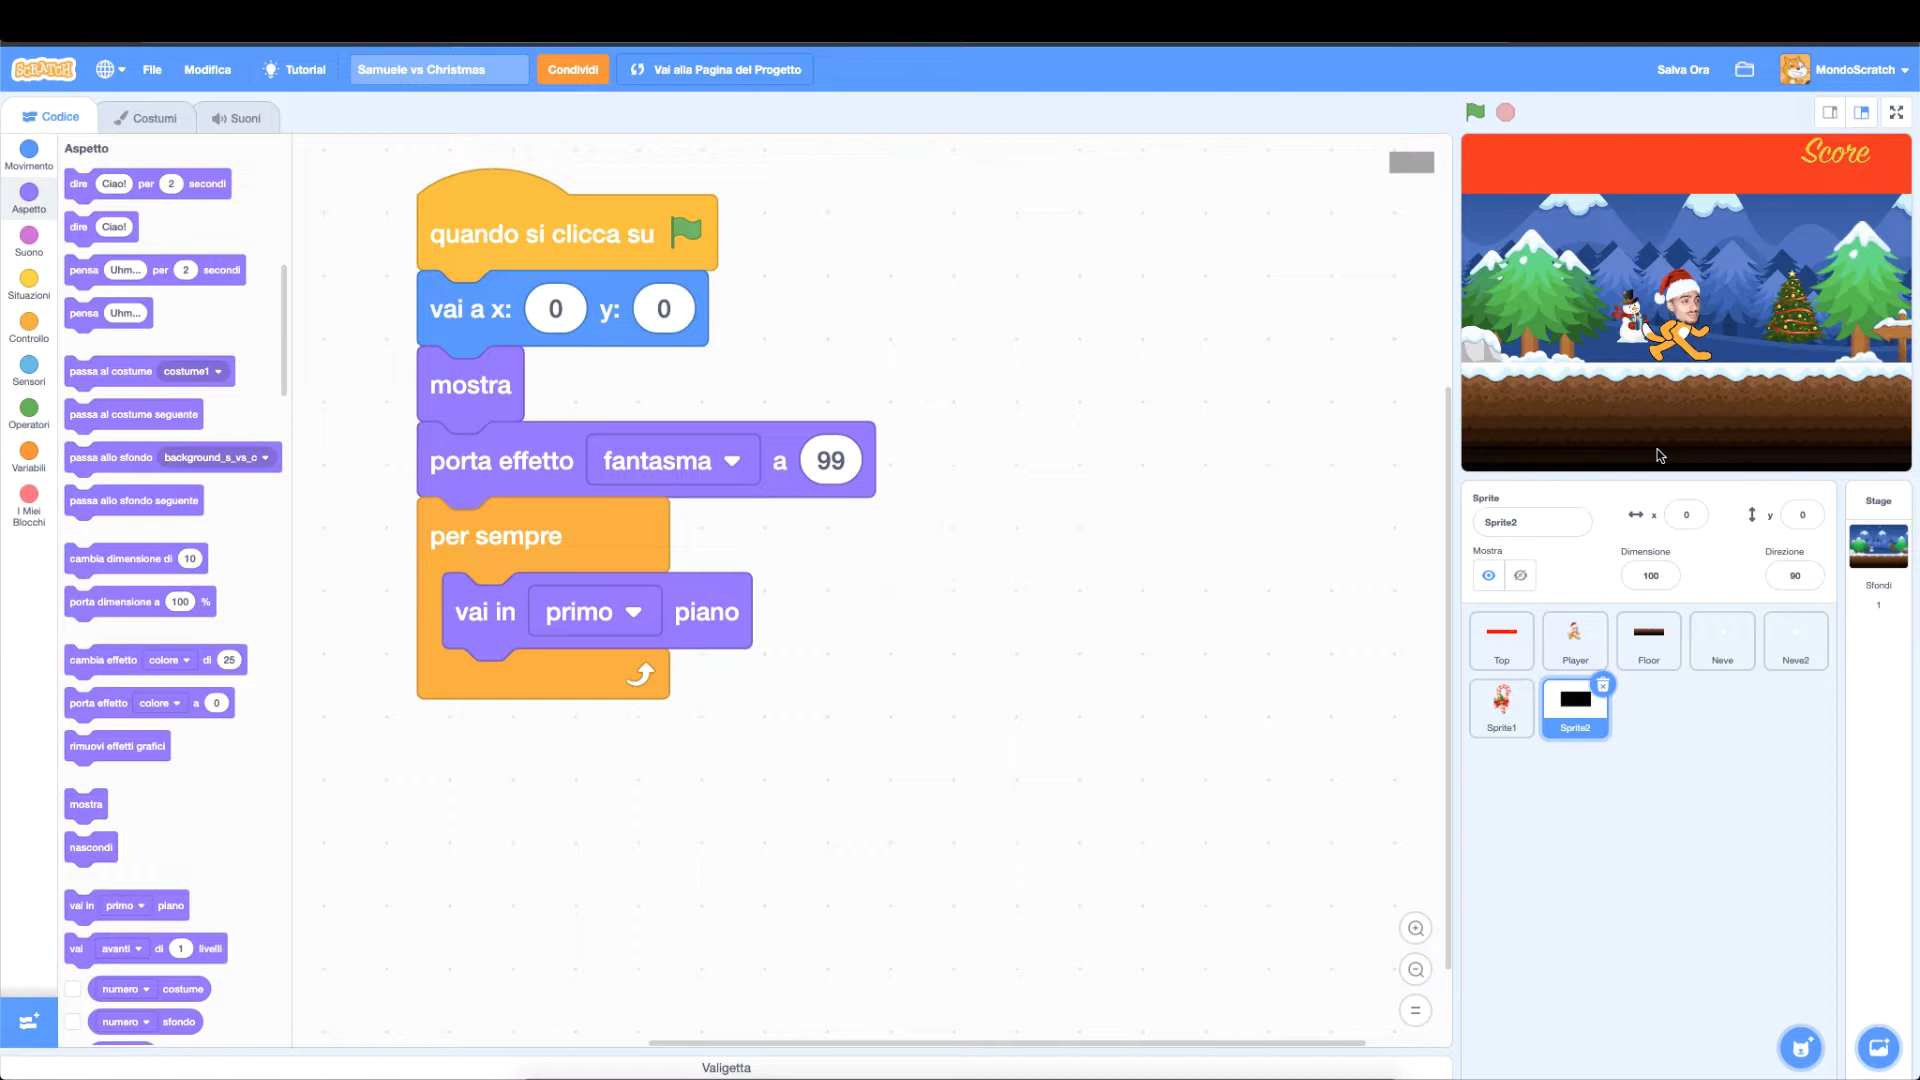 SCRATCH
File
Modifica
Tutorial
Samuele vs Christmas
Condividi
Vai alla Pagina del Progetto
Salva Ora
MondoScratch
Codice
Costumi
Suoni
Movimento
Aspetto
Suono
Situazioni
Controllo
Sensori
Operatori
Variabili
I Miei
Blocchi
Aspetto
dire Ciao! per 2 secondi
dire Ciao!
pensa Uhm... per 2 secondi
pensa Uhm...
passa al costume costume1
passa al costume seguente
passa allo sfondo background_s_vs_c
passa allo sfondo seguente
cambia dimensione di 10
porta dimensione a 100 %
cambia effetto colore di 25
porta effetto colore a 0
rimuovi effetti grafici
mostra
nascondi
vai in primo piano
vai avanti di 1 livelli
numero costume
numero sfondo
quando si clicca su
vai a x: 0 y: 0
mostra
porta effetto fantasma a 99
per sempre
vai in primo piano
Valigetta
Score
Sprite
Sprite2
x 0
y 0
Mostra
Dimensione
100
Direzione
90
Top
Player
Floor
Neve
Neve2
Sprite1
Sprite2
Stage
Sfondi
1